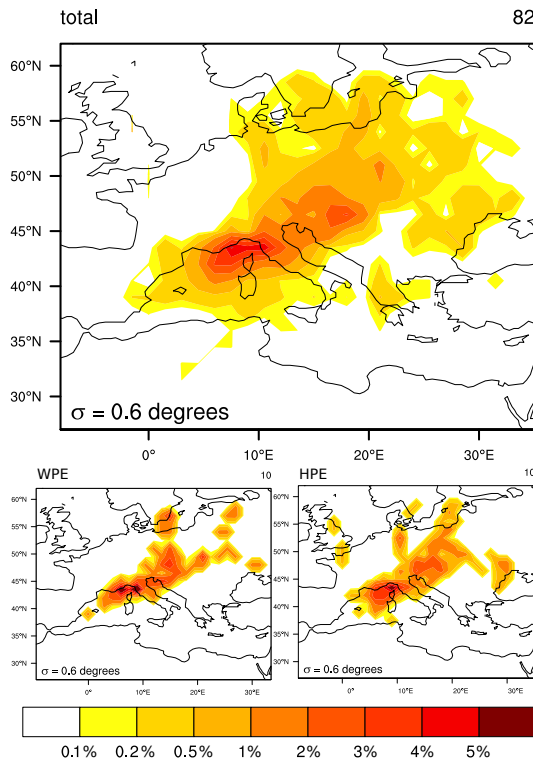 total 82
60°N
55°N
50°N
45°N
40°N
35°N
30°N
σ = 0.6 degrees
0° 10°E 20°E 30°E
WPE 10
60°N
55°N
50°N
45°N
40°N
35°N
30°N
σ = 0.6 degrees
0° 10°E 20°E 30°E
HPE 10
60°N
55°N
50°N
45°N
40°N
35°N
30°N
σ = 0.6 degrees
0° 10°E 20°E 30°E
0.1% 0.2% 0.5% 1% 2% 3% 4% 5%